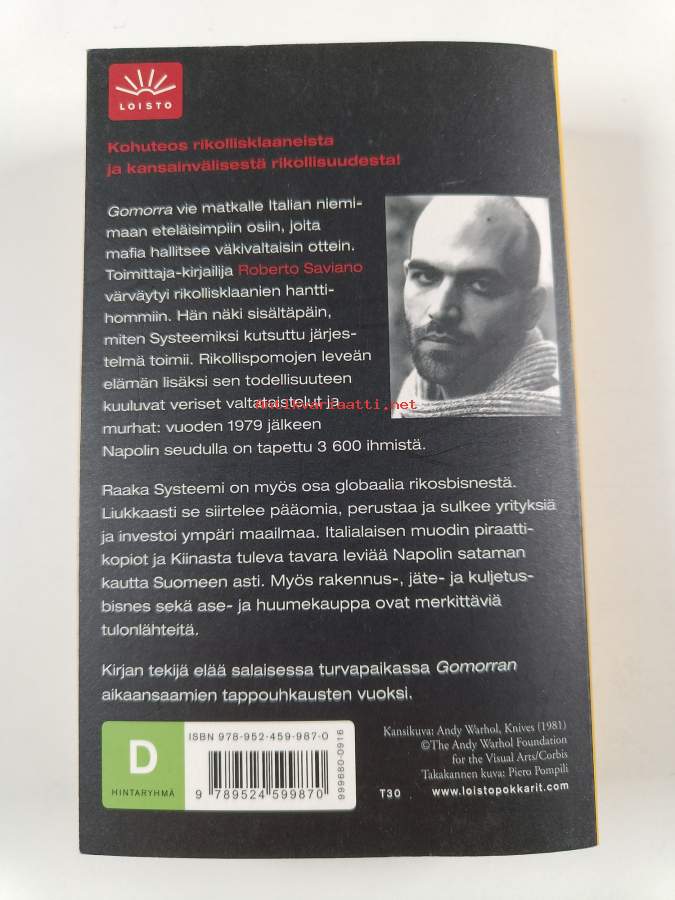 LOISTO
Kohuteos rikollisklaaneista
ja kansainvälisestä rikollisuudesta!
Gomorra vie matkalle Italian niemi-
maan eteläisimpiin osiin, joita
mafia hallitsee väkivaltaisin ottein.
Toimittaja-kirjailija Roberto Saviano
värväytyi rikollisklaanien hantti-
hommiin. Hän näki sisältäpäin,
miten Systeemiksi kutsuttu järjes-
telmä toimii. Rikollispomojen leveän
elämän lisäksi sen todellisuuteen
kuuluvat veriset valtataistelut ja
murhat: vuoden 1979 jälkeen
Napolin seudulla on tapettu 3 600 ihmistä.
Antikvariaatti.net
Raaka Systeemi on myös osa globaalia rikosbisnestä.
Liukkaasti se siirtelee pääomia, perustaa ja sulkee yrityksiä
ja investoi ympäri maailmaa. Italialaisen muodin piraatti-
kopiot ja Kiinasta tuleva tavara leviää Napolin sataman
kautta Suomeen asti. Myös rakennus-, jäte- ja kuljetus-
bisnes sekä ase- ja huumekauppa ovat merkittäviä
tulonlähteitä.
Kirjan tekijä elää salaisessa turvapaikassa Gomorran
aikaansaamien tappouhkausten vuoksi.
D
HINTARYHMÄ
ISBN 978-952-459-987-0
9 789524 599870
999680-0916
Kansikuva: Andy Warhol, Knives (1981)
©The Andy Warhol Foundation
for the Visual Arts/Corbis
Takakannen kuva: Piero Pompili
T30 www.loistopokkarit.com